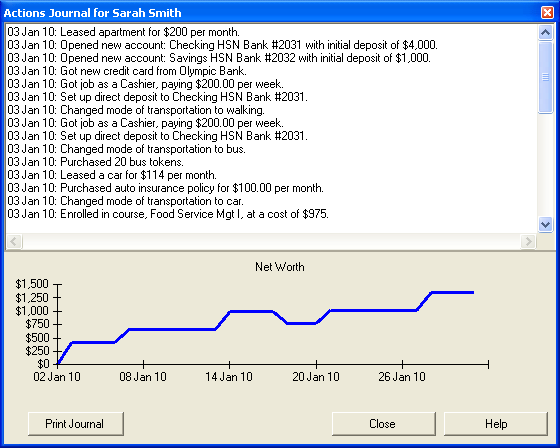 Actions Journal for Sarah Smith
03 Jan 10: Leased apartment for $200 per month.
03 Jan 10: Opened new account: Checking HSN Bank #2031 with initial deposit of $4,000.
03 Jan 10: Opened new account: Savings HSN Bank #2032 with initial deposit of $1,000.
03 Jan 10: Got new credit card from Olympic Bank.
03 Jan 10: Got job as a Cashier, paying $200.00 per week.
03 Jan 10: Set up direct deposit to Checking HSN Bank #2031.
03 Jan 10: Changed mode of transportation to walking.
03 Jan 10: Got job as a Cashier, paying $200.00 per week.
03 Jan 10: Set up direct deposit to Checking HSN Bank #2031.
03 Jan 10: Changed mode of transportation to bus.
03 Jan 10: Purchased 20 bus tokens.
03 Jan 10: Leased a car for $114 per month.
03 Jan 10: Purchased auto insurance policy for $100.00 per month.
03 Jan 10: Changed mode of transportation to car.
03 Jan 10: Enrolled in course, Food Service Mgt I, at a cost of $975.
Net Worth
$1,500
$1,250
$1,000
$750
$500
$250
$0
02 Jan 10 08 Jan 10 14 Jan 10 20 Jan 10 26 Jan 10
Print Journal Close Help